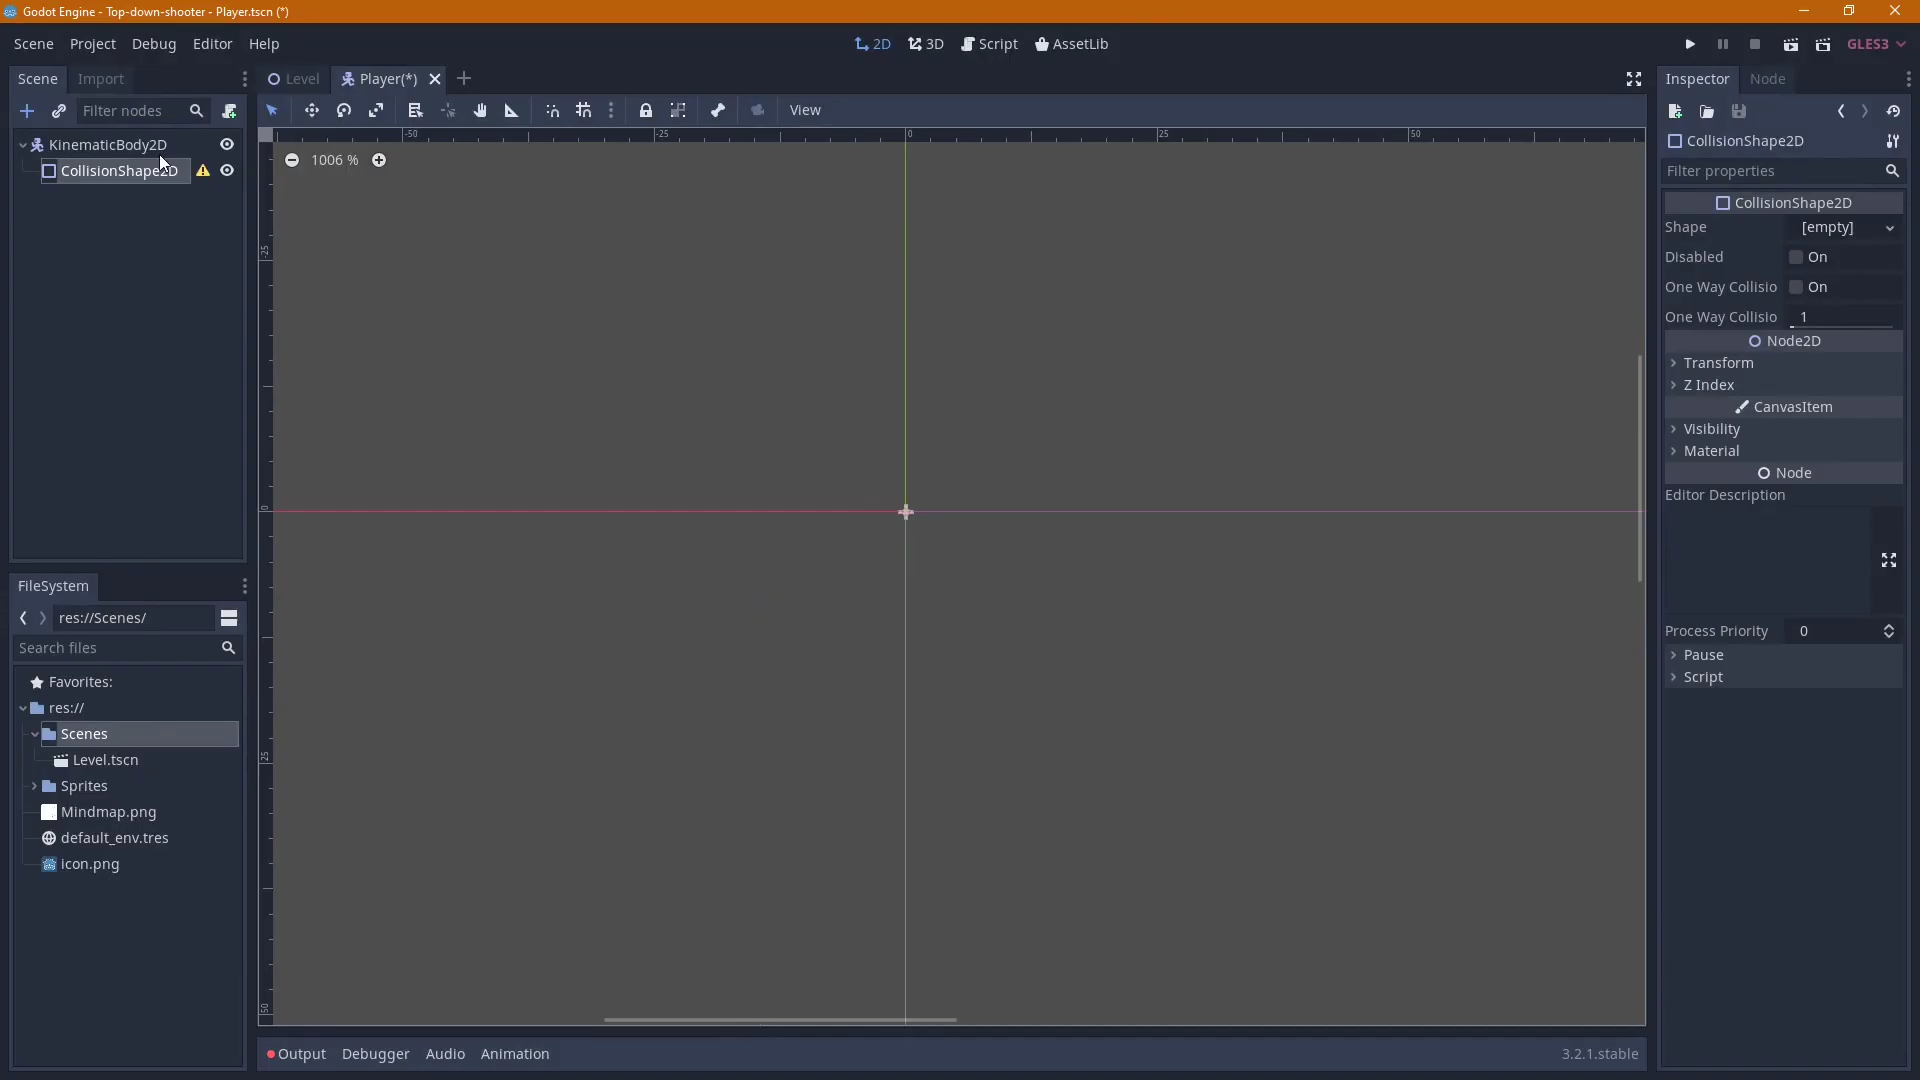 Godot Engine - Top-down-shooter - Player.tscn (*)
Scene Project Debug Editor Help
2D 3D Script AssetLib
GLES3
Scene Import
Filter nodes
KinematicBody2D
CollisionShape2D
Level Player(*)
View
-50 -25 0 25 50
1006 %
-25
0
25
50
FileSystem
res://Scenes/
Search files
Favorites:
res://
Scenes
Level.tscn
Sprites
Mindmap.png
default_env.tres
icon.png
Output Debugger Audio Animation
3.2.1.stable
Inspector Node
CollisionShape2D
Filter properties
CollisionShape2D
Shape [empty]
Disabled On
One Way Collisio On
One Way Collisio 1
Node2D
Transform
Z Index
CanvasItem
Visibility
Material
Node
Editor Description
Process Priority 0
Pause
Script